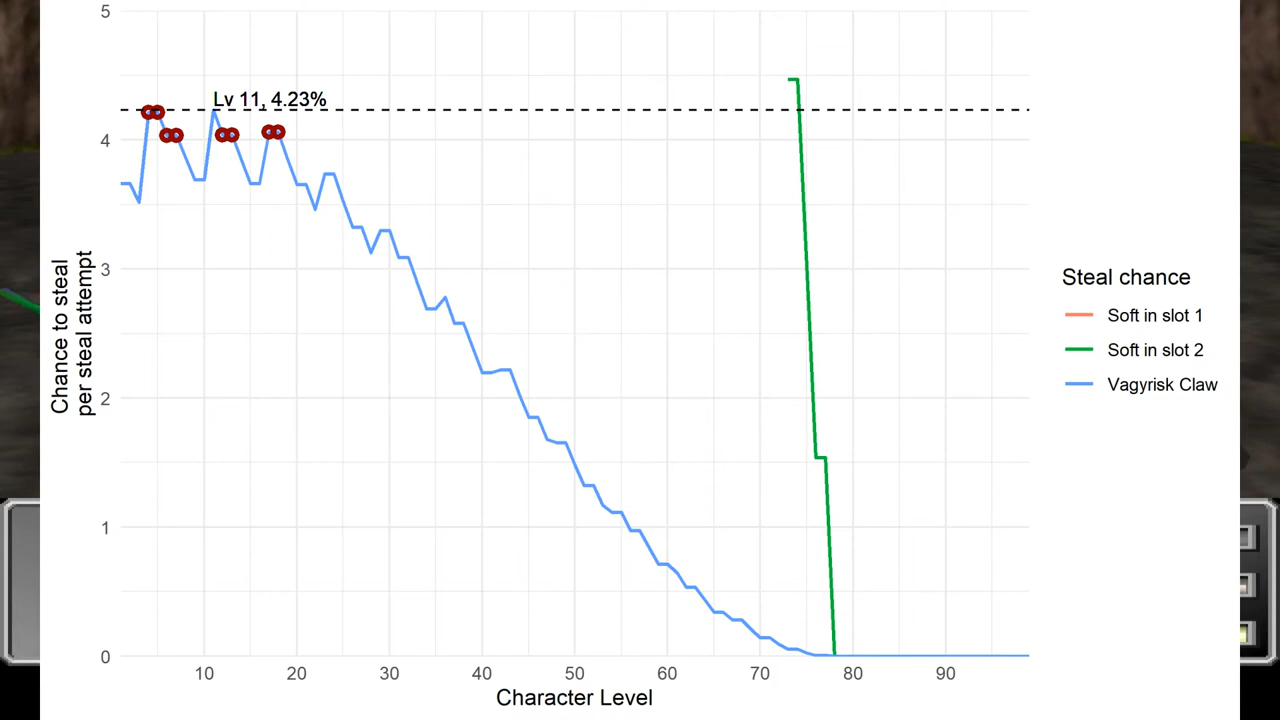 5
Lv 11, 4.23%
4
3
2
1
0
Chance to steal
per steal attempt
10 20 30 40 50 60 70 80 90
Character Level
Steal chance
Soft in slot 1
Soft in slot 2
Vagyrisk Claw